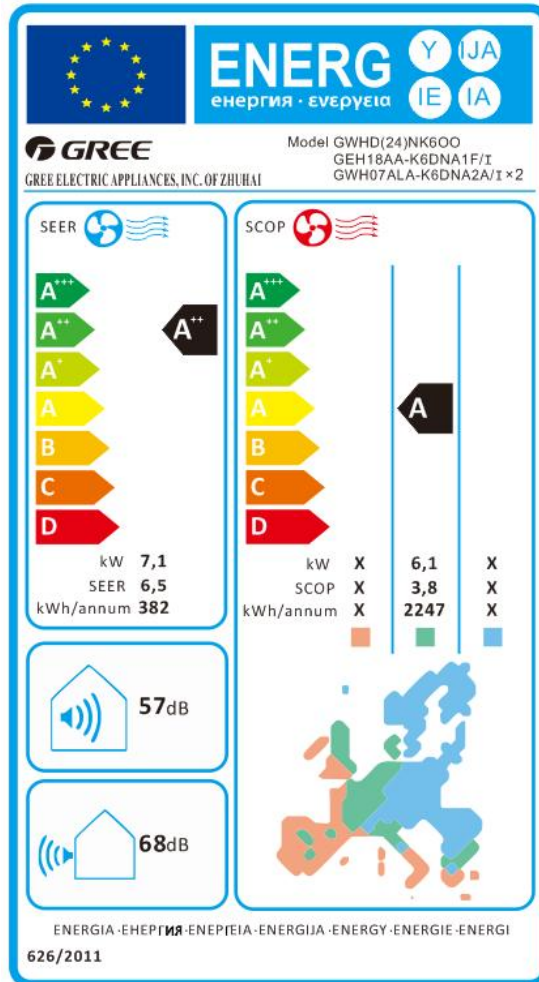 ENERG
енергия · ενεργεια
Y IJA
IE IA
GREE
GREE ELECTRIC APPLIANCES, INC. OF ZHUHAI
Model GWHD(24)NK6OO
GEH18AA-K6DNA1F/I
GWH07ALA-K6DNA2A/I×2
SEER
A+++
A++
A+
A
B
C
D
A++
kW 7,1
SEER 6,5
kWh/annum 382
SCOP
A+++
A++
A+
A
B
C
D
A
kW X 6,1 X
SCOP X 3,8 X
kWh/annum X 2247 X
57dB
68dB
ENERGIA·ЕНЕРГИЯ·ΕΝΕΡΓΕΙΑ·ENERGIJA·ENERGY·ENERGIE·ENERGI
626/2011